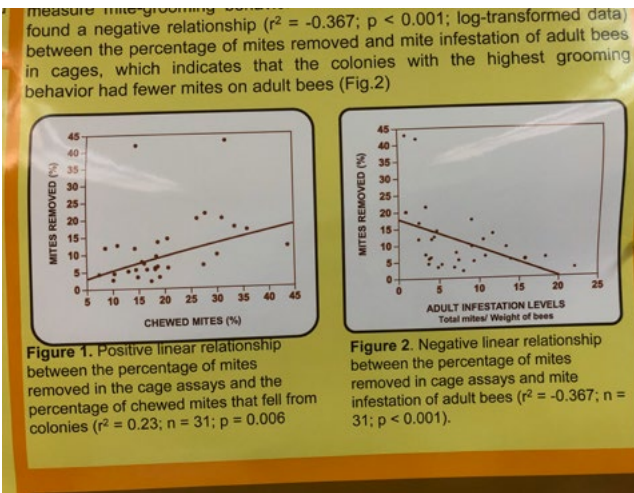 measure mite-grooming
found a negative relationship (r² = -0.367; p < 0.001; log-transformed data)
between the percentage of mites removed and mite infestation of adult bees
in cages, which indicates that the colonies with the highest grooming
behavior had fewer mites on adult bees (Fig.2)
45
40
35
30
25
20
15
10
5
0
MITES REMOVED (%)
5 10 15 20 25 30 35 40 45
CHEWED MITES (%)
Figure 1. Positive linear relationship
between the percentage of mites
removed in the cage assays and the
percentage of chewed mites that fell from
colonies (r² = 0.23; n = 31; p = 0.006
45
40
35
30
25
20
15
10
5
0
MITES REMOVED (%)
0 5 10 15 20 25
ADULT INFESTATION LEVELS
Total mites/ Weight of bees
Figure 2. Negative linear relationship
between the percentage of mites
removed in cage assays and mite
infestation of adult bees (r² = -0.367; n =
31; p < 0.001).